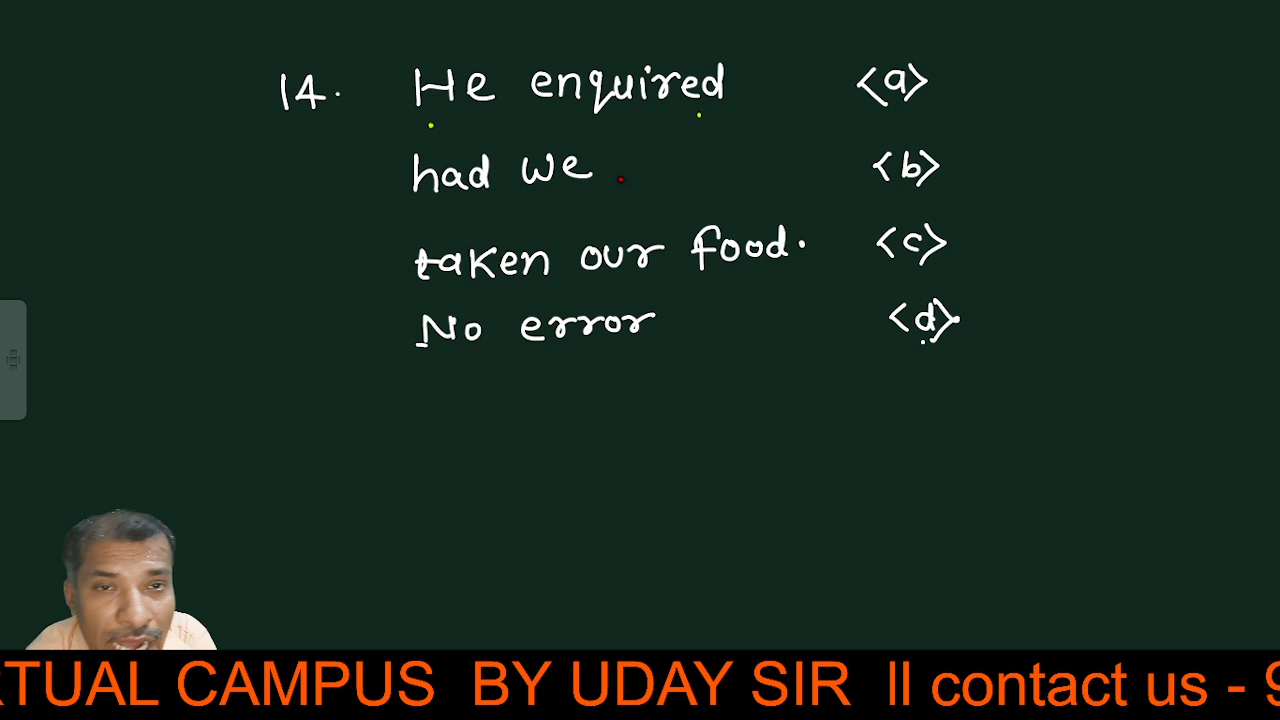 14. He enquired <a>
had we <b>
taken our food. <c>
No error <d>
RTUAL CAMPUS BY UDAY SIR ll contact us - 9